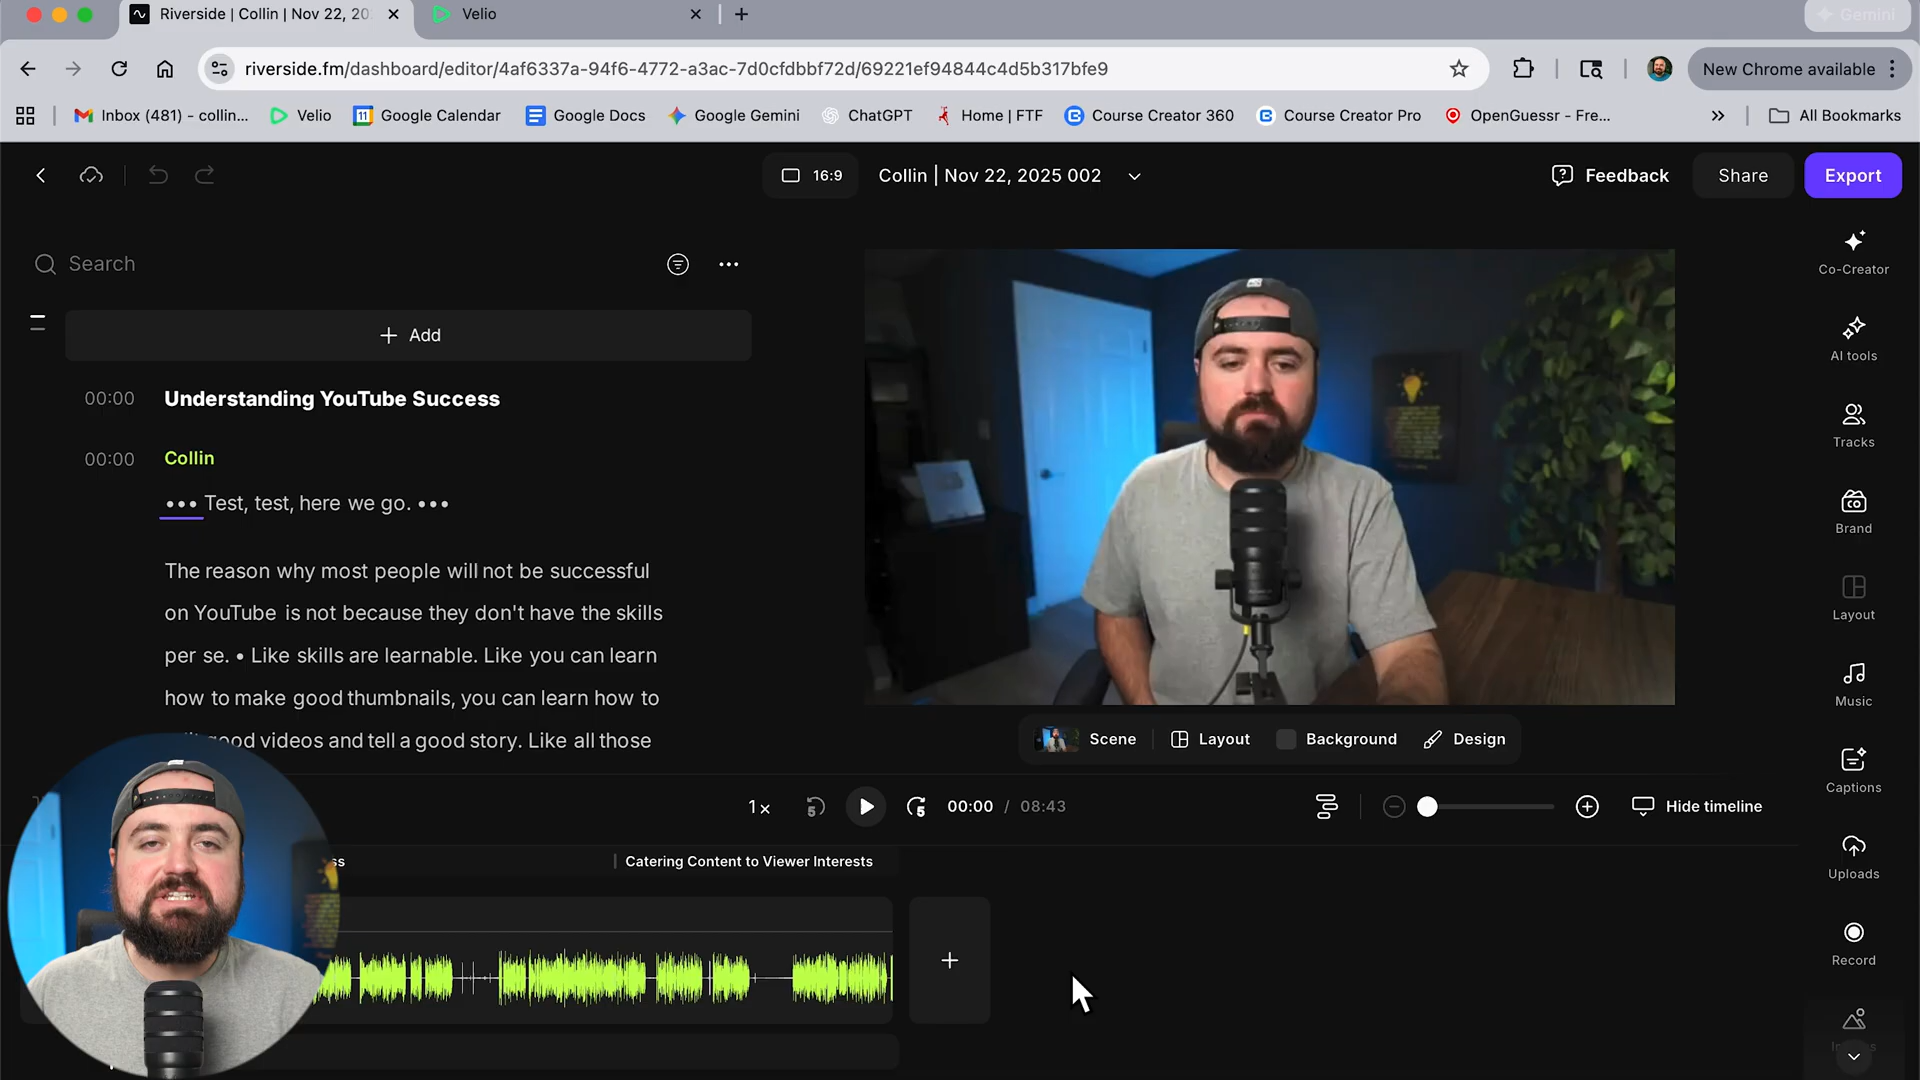 Riverside | Collin | Nov 22, 20
Velio
Gemini
riverside.fm/dashboard/editor/4af6337a-94f6-4772-a3ac-7d0cfdbbf72d/69221ef94844c4d5b317bfe9
New Chrome available
Inbox (481) - collin...
Velio
Google Calendar
Google Docs
Google Gemini
ChatGPT
Home | FTF
Course Creator 360
Course Creator Pro
OpenGuessr - Fre...
All Bookmarks
16:9
Collin | Nov 22, 2025 002
Feedback
Share
Export
Search
Add
00:00 Understanding YouTube Success
00:00 Collin
••• Test, test, here we go. •••
The reason why most people will not be successful
on YouTube is not because they don't have the skills
per se. • Like skills are learnable. Like you can learn
how to make good thumbnails, you can learn how to
good videos and tell a good story. Like all those
Scene
Layout
Background
Design
1x
5
5
00:00 / 08:43
Hide timeline
ss
Catering Content to Viewer Interests
Co-Creator
AI tools
Tracks
Brand
Layout
Music
Captions
Uploads
Record